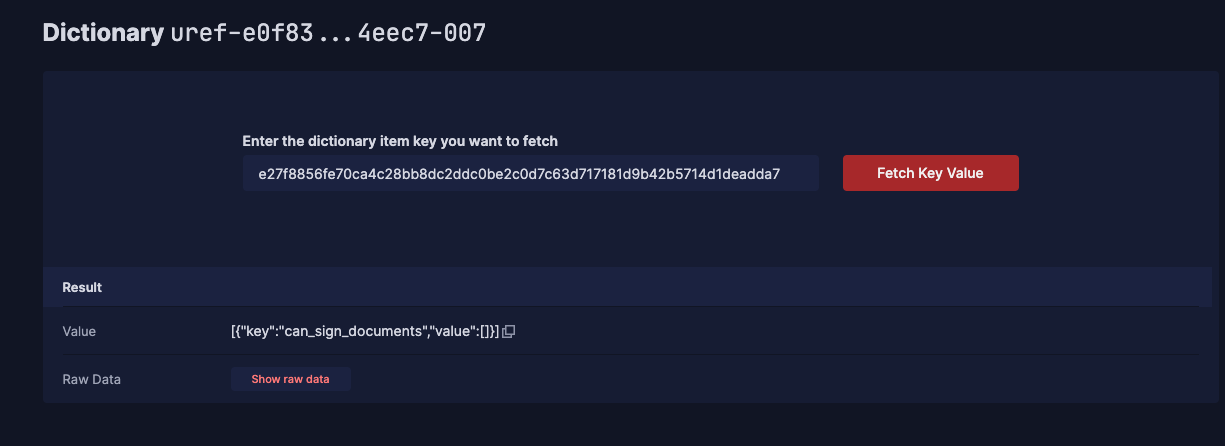 Dictionary uref-e0f83...4eec7-007
Enter the dictionary item key you want to fetch
e27f8856fe70ca4c28bb8dc2ddc0be2c0d7c63d717181d9b42b5714d1deadda7
Fetch Key Value
Result
Value [{"key":"can_sign_documents","value":[]}]
Raw Data Show raw data